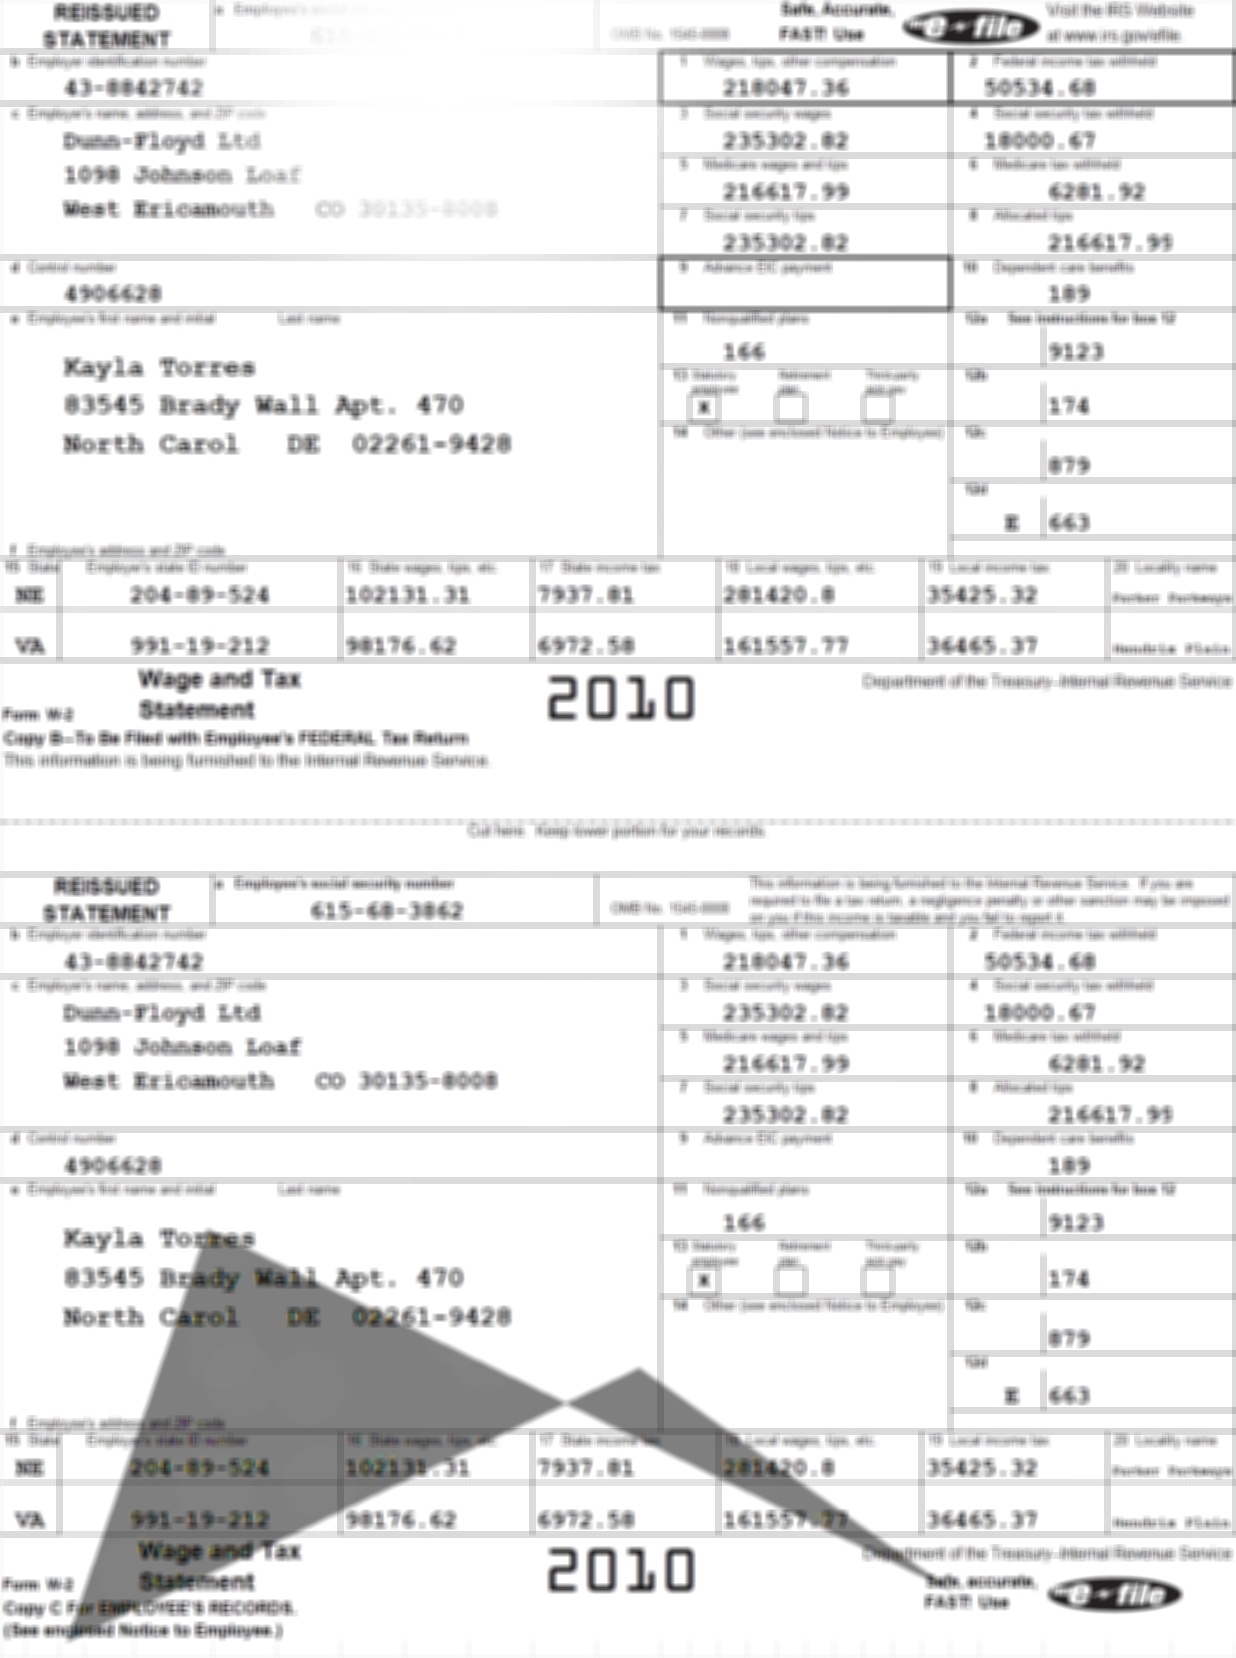 REISSUED STATEMENT
a Employee's social security number
615-
OMB No. 1545-0008
Safe, Accurate, FAST! Use
e file
Visit the IRS Website at www.irs.gov/efile.
b Employer identification number
43-8842742
1 Wages, tips, other compensation
218047.36
2 Federal income tax withheld
50534.68
c Employer's name, address, and ZIP code
Dunn-Floyd Ltd
1098 Johnson Loaf
West Ericamouth CO 30135-8008
3 Social security wages
235302.82
4 Social security tax withheld
18000.67
5 Medicare wages and tips
216617.99
6 Medicare tax withheld
6281.92
7 Social security tips
235302.82
8 Allocated tips
216617.99
d Control number
4906628
9 Advance EIC payment
10 Dependent care benefits
189
e Employee's first name and initial Last name
Kayla Torres
83545 Brady Wall Apt. 470
North Carol DE 02261-9428
11 Nonqualified plans
166
12a See instructions for box 12
9123
13 Statutory employee Retirement plan Third-party sick pay
X
12b
174
14 Other (see enclosed Notice to Employee)
12c
879
12d
E 663
f Employee's address and ZIP code
15 State Employer's state ID number 16 State wages, tips, etc. 17 State income tax 18 Local wages, tips, etc. 19 Local income tax 20 Locality name
NE 204-89-524 102131.31 7937.81 281420.8 35425.32 Parker Parkways
VA 991-19-212 98176.62 6972.58 161557.77 36465.37 Hendrix Plain
Wage and Tax
Statement
Form W-2
2010
Department of the Treasury-Internal Revenue Service
Copy B-To Be Filed with Employee's FEDERAL Tax Return
This information is being furnished to the Internal Revenue Service.
Cut here. Keep lower portion for your records.
REISSUED STATEMENT
a Employee's social security number
615-68-3862
OMB No. 1545-0008
This information is being furnished to the Internal Revenue Service. If you are
required to file a tax return, a negligence penalty or other sanction may be imposed
on you if this income is taxable and you fail to report it.
b Employer identification number
43-8842742
1 Wages, tips, other compensation
218047.36
2 Federal income tax withheld
50534.68
c Employer's name, address, and ZIP code
Dunn-Floyd Ltd
1098 Johnson Loaf
West Ericamouth CO 30135-8008
3 Social security wages
235302.82
4 Social security tax withheld
18000.67
5 Medicare wages and tips
216617.99
6 Medicare tax withheld
6281.92
7 Social security tips
235302.82
8 Allocated tips
216617.99
d Control number
4906628
9 Advance EIC payment
10 Dependent care benefits
189
e Employee's first name and initial Last name
Kayla Torres
83545 Brady Wall Apt. 470
North Carol DE 02261-9428
11 Nonqualified plans
166
12a See instructions for box 12
9123
13 Statutory employee Retirement plan Third-party sick pay
X
12b
174
14 Other (see enclosed Notice to Employee)
12c
879
12d
E 663
f Employee's address and ZIP code
15 State Employer's state ID number 16 State wages, tips, etc. 17 State income tax 18 Local wages, tips, etc. 19 Local income tax 20 Locality name
NE 204-89-524 102131.31 7937.81 281420.8 35425.32 Parker Parkways
VA 991-19-212 98176.62 6972.58 161557.77 36465.37 Hendrix Plain
Wage and Tax
Statement
Form W-2
2010
Department of the Treasury-Internal Revenue Service
Safe, accurate,
FAST! Use
e file
Copy C For EMPLOYEE'S RECORDS.
(See enclosed Notice to Employee.)